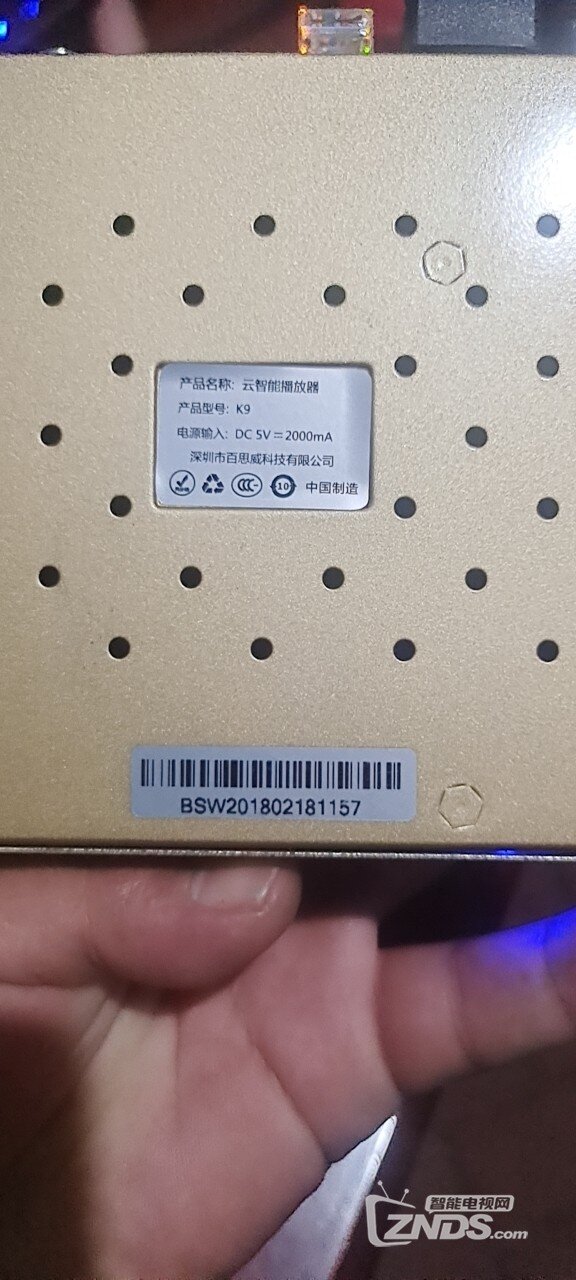 产品名称: 云智能播放器
产品型号: K9
电源输入: DC 5V⎓2000mA
深圳市百思威科技有限公司
CCC 10 中国制造
BSW201802181157
智能电视网
ZNDS.com